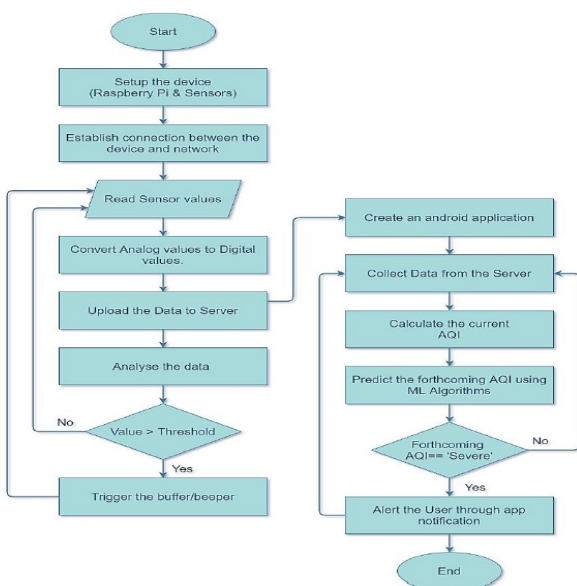 Start
Setup the device
(Raspberry Pi & Sensors)
Establish connection between the
device and network
Read Sensor values
Convert Analog values to Digital
values.
Upload the Data to Server
Analyse the data
No
Value > Threshold
Yes
Trigger the buffer/beeper
Create an android application
Collect Data from the Server
Calculate the current
AQI
Predict the forthcoming AQI using
ML Algorithms
Forthcoming
AQI== 'Severe'
No
Yes
Alert the User through app
notification
End